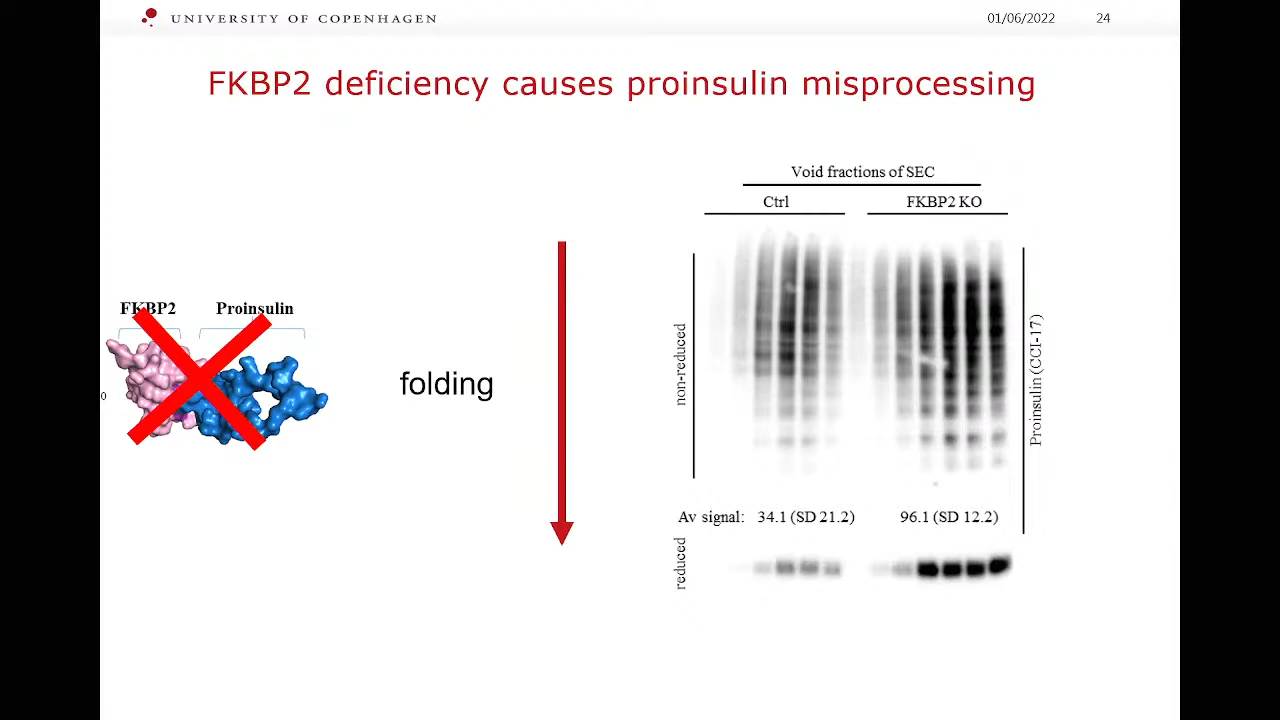 UNIVERSITY OF COPENHAGEN
01/06/2022 24
FKBP2 deficiency causes proinsulin misprocessing
FKBP2 Proinsulin
0
folding
Void fractions of SEC
Ctrl FKBP2 KO
non-reduced
Proinsulin (CCI-17)
Av signal: 34.1 (SD 21.2) 96.1 (SD 12.2)
reduced